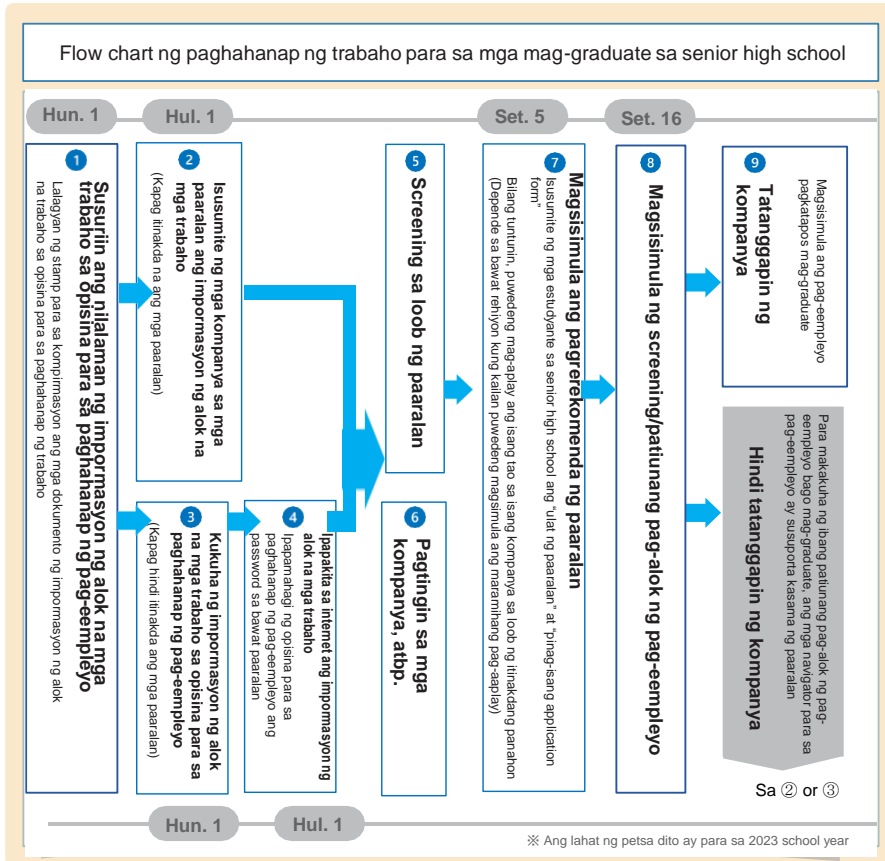 Flow chart ng paghahanap ng trabaho para sa mga mag-graduate sa senior high school
Hun. 1
Hul. 1
Set. 5
Set. 16
1
Susuriin ang nilalaman ng impormasyon ng alok na mga
trabaho sa opisina para sa paghahanap ng pag-eempleyo
Lalagyan ng stamp para sa kompirmasyon ang mga dokumento ng impormasyon ng alok
na trabaho sa opisina para sa paghahanap ng trabaho
2
Isusumite ng mga kompanya sa mga
paaralan ang impormasyon ng alok na
mga trabaho
(Kapag itinakda na ang mga paaralan)
3
Kukuha ng impormasyon ng alok
na mga trabaho sa opisina para sa
paghahanap ng pag-eempleyo
(Kapag hindi itinakda ang mga paaralan)
4
Ipapakita sa internet ang impormasyon ng
alok na mga trabaho
Ipapamahagi ng opisina para sa
paghahanap ng pag-eempleyo ang
password sa bawat paaralan
5
Screening sa loob ng paaralan
6
Pagtingin sa mga
kompanya, atbp.
7
Magsisimula ang pagrerekomenda ng paaralan
Isusumite ng mga estudyante sa senior high school ang “ulat ng paaralan” at “pinag-isang application
form”
Bilang tuntunin, puwedeng mag-aplay ang isang tao sa isang kompanya sa loob ng itinakdang panahon
(Depende sa bawat rehiyon kung kailan puwedeng magsimula ang maramihang pag-aaplay)
8
Magsisimula ng screening/patiunang pag-alok ng pag-eempleyo
9
Tatanggapin ng
kompanya
Magsisimula ang pag-eempleyo
pagkatapos mag-graduate
Para makakuha ng ibang patiunang pag-alok ng pag-
eempleyo bago mag-graduate, ang mga navigator para sa
pag-eempleyo ay susuporta kasama ng paaralan
Hindi tatanggapin ng kompanya
Sa ② or ③
Hun. 1
Hul. 1
※ Ang lahat ng petsa dito ay para sa 2023 school year